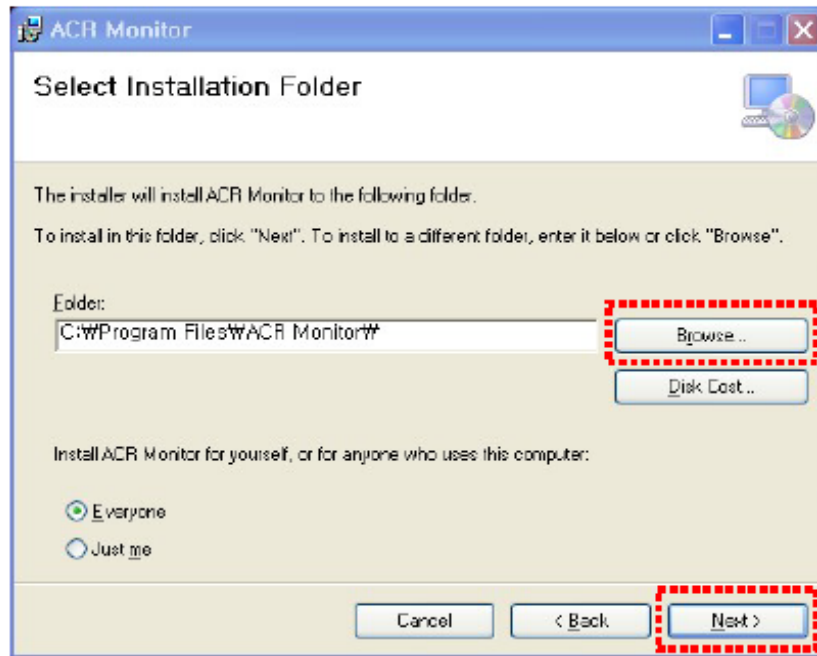 ACR Monitor
Select Installation Folder
The installer will install ACR Monitor to the following folder.
To install in this folder, click "Next". To install to a different folder, enter it below or click "Browse".
Folder:
C:₩Program Files₩ACR Monitor₩
Browse...
Disk Cost...
Install ACR Monitor for yourself, or for anyone who uses this computer:
Everyone
Just me
Cancel
< Back
Next >